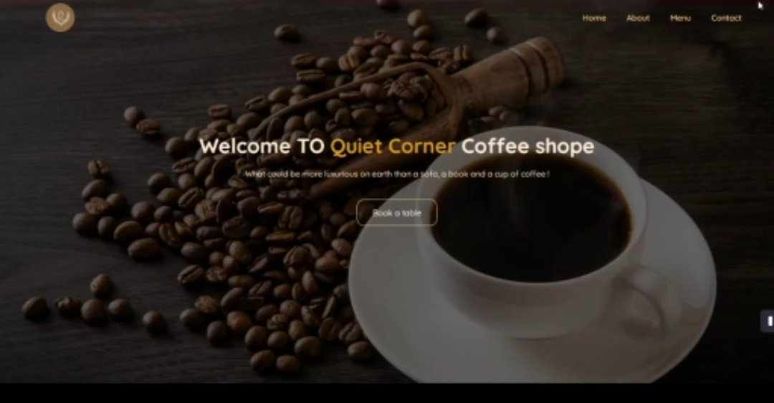 Home About Menu Contact
Welcome TO Quiet Corner Coffee shope
What could be more luxurious on earth than a sofa, a book and a cup of coffee!
Book a table